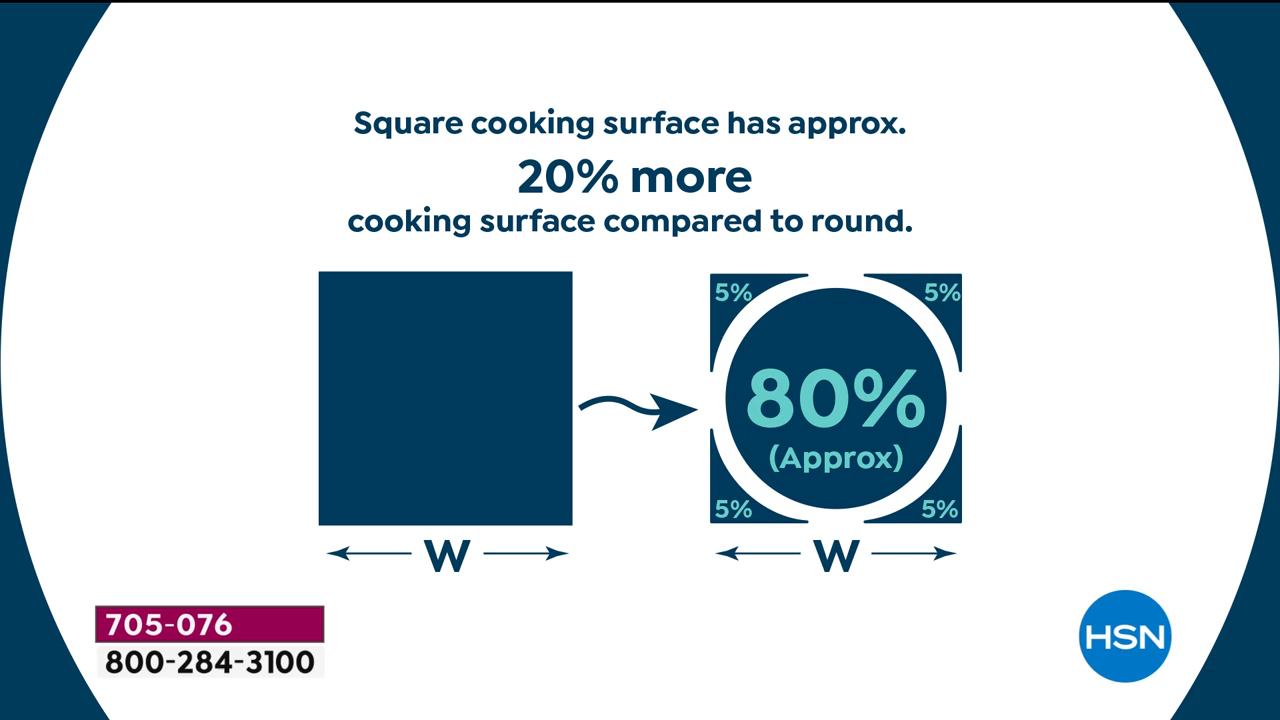 Square cooking surface has approx.
20% more
cooking surface compared to round.
5% 5%
80%
(Approx)
5% 5%
W W
705-076
800-284-3100
HSN